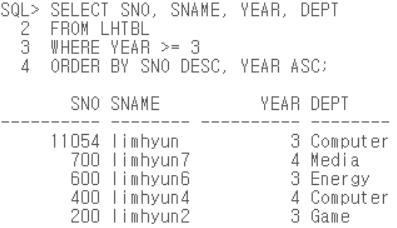 SQL> SELECT SNO, SNAME, YEAR, DEPT
  2  FROM LHTBL
  3  WHERE YEAR >= 3
  4  ORDER BY SNO DESC, YEAR ASC;

       SNO SNAME          YEAR DEPT
---------- -------- ---------- --------
     11054 limhyun           3 Computer
       700 limhyun7          4 Media
       600 limhyun6          3 Energy
       400 limhyun4          4 Computer
       200 limhyun2          3 Game